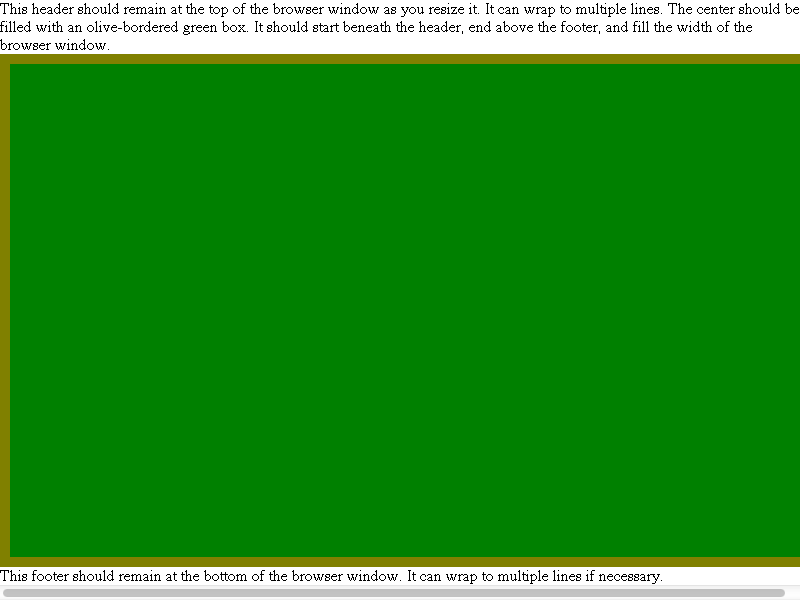 This header should remain at the top of the browser window as you resize it. It can wrap to multiple lines. The center should be
filled with an olive-bordered green box. It should start beneath the header, end above the footer, and fill the width of the
browser window.
This footer should remain at the bottom of the browser window. It can wrap to multiple lines if necessary.